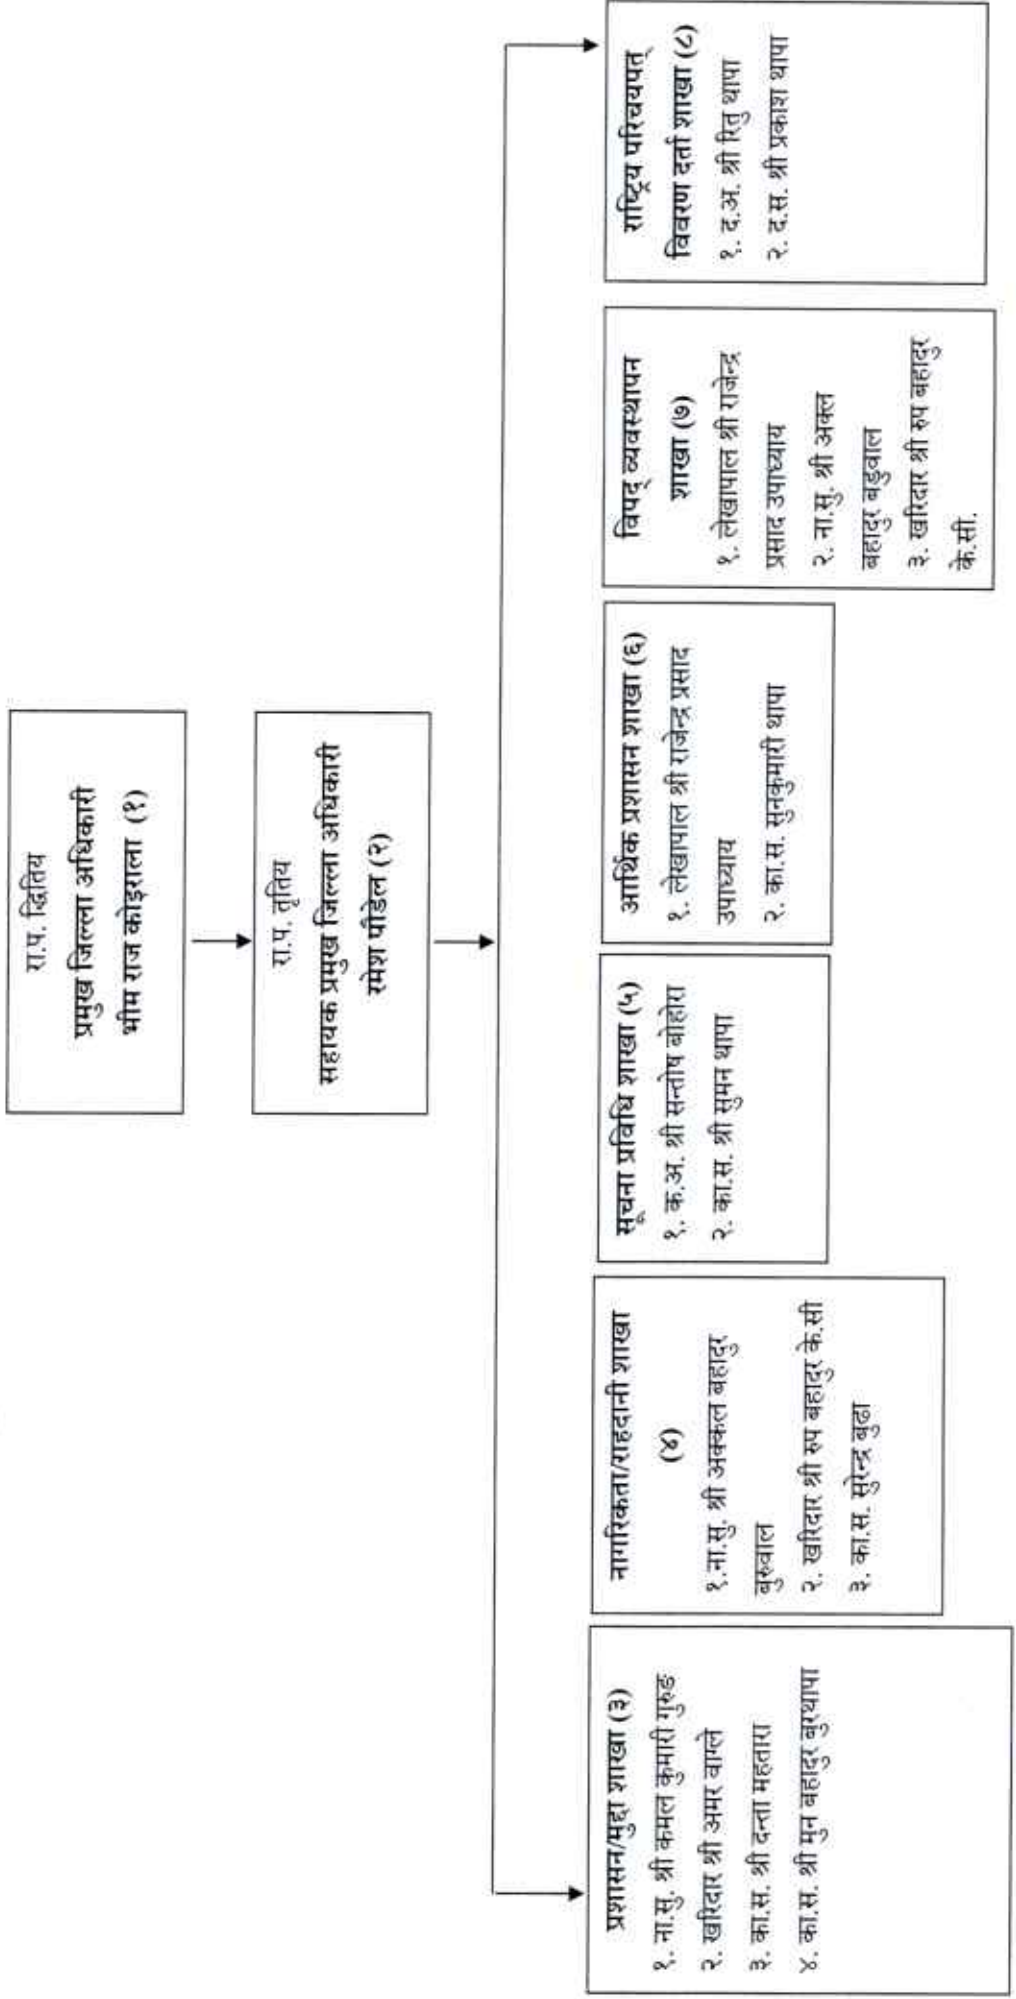 रा.प. द्धितिय
प्रमुख जिल्ला अधिकारी
भीम राज कोइराला (१)
रा.प. तृतिय
सहायक प्रमुख जिल्ला अधिकारी
रमेश पौडेल (२)
प्रशासन/मुद्दा शाखा (३)
१. ना.सु. श्री कमल कुमारी गुरुङ
२. खरिदार श्री अमर वाग्ले
३. का.स. श्री दन्ता महतारा
४. का.स. श्री मुन बहादुर बुरथापा
नागरिकता/राहदानी शाखा
(४)
१.ना.सु. श्री अक्कल बहादुर
बुरुवाल
२. खरिदार श्री रुप बहादुर के.सी
३. का.स. सुरेन्द्र बुढा
सूचना प्रविधि शाखा (५)
१. क.अ. श्री सन्तोष बोहोरा
२. का.स. श्री सुमन थापा
आर्थिक प्रशासन शाखा (६)
१. लेखापाल श्री राजेन्द्र प्रसाद
उपाध्याय
२. का.स. सुनकुमारी थापा
विपद् व्यवस्थापन
शाखा (७)
१. लेखापाल श्री राजेन्द्र
प्रसाद उपाध्याय
२. ना.सु. श्री अक्ल
बहादुर बडुवाल
३. खरिदार श्री रुप बहादुर
के.सी.
राष्ट्रिय परिचयपत्
विवरण दर्ता शाखा (८)
१. द.अ. श्री रितु थापा
२. द.स. श्री प्रकाश थापा